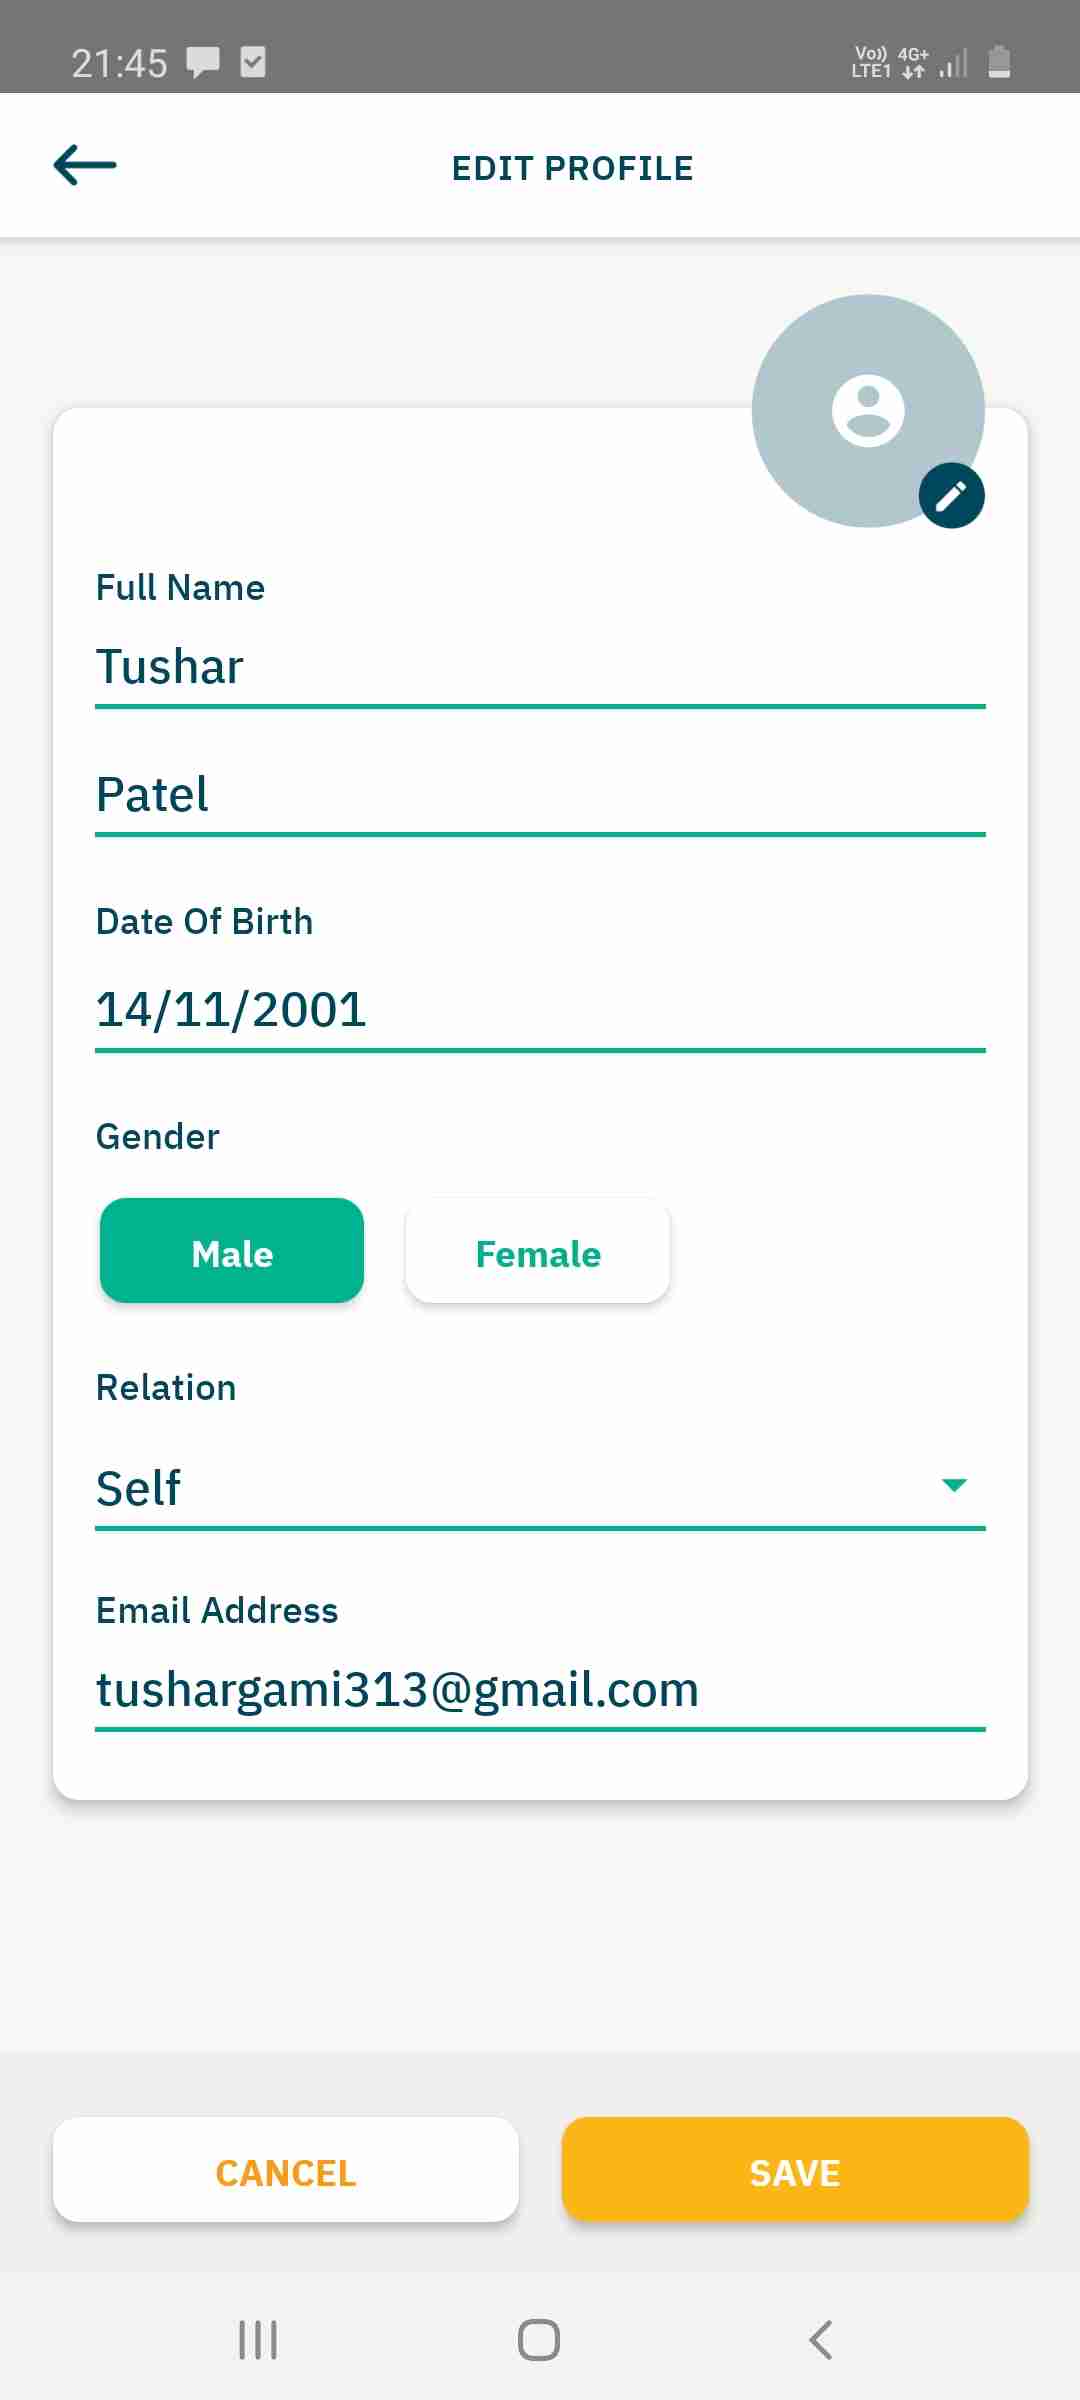 21:45
Vo)) 4G+
LTE1
EDIT PROFILE
Full Name
Tushar
Patel
Date Of Birth
14/11/2001
Gender
Male Female
Relation
Self
Email Address
tushargami313@gmail.com
CANCEL SAVE